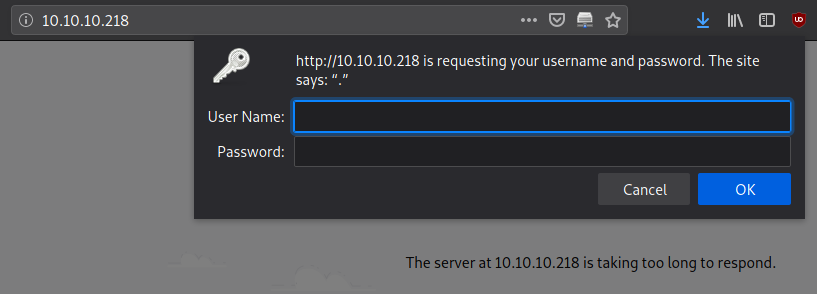 10.10.10.218
http://10.10.10.218 is requesting your username and password. The site
says: “.”
User Name:
Password:
Cancel
OK
The server at 10.10.10.218 is taking too long to respond.